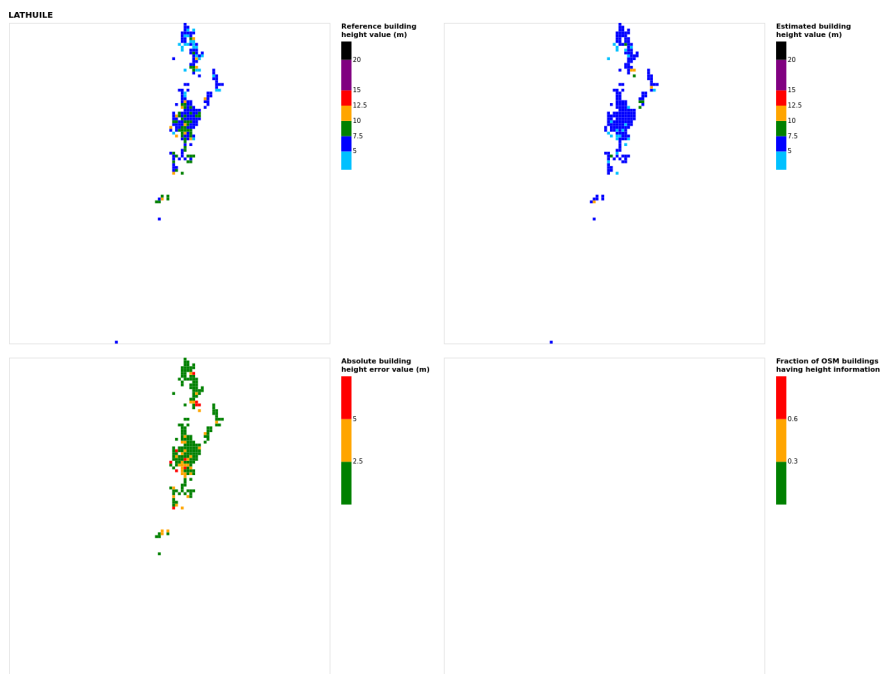 LATHUILE
Reference building
height value (m)
20
15
12.5
10
7.5
5
Estimated building
height value (m)
20
15
12.5
10
7.5
5
Absolute building
height error value (m)
5
2.5
Fraction of OSM buildings
having height information
0.6
0.3